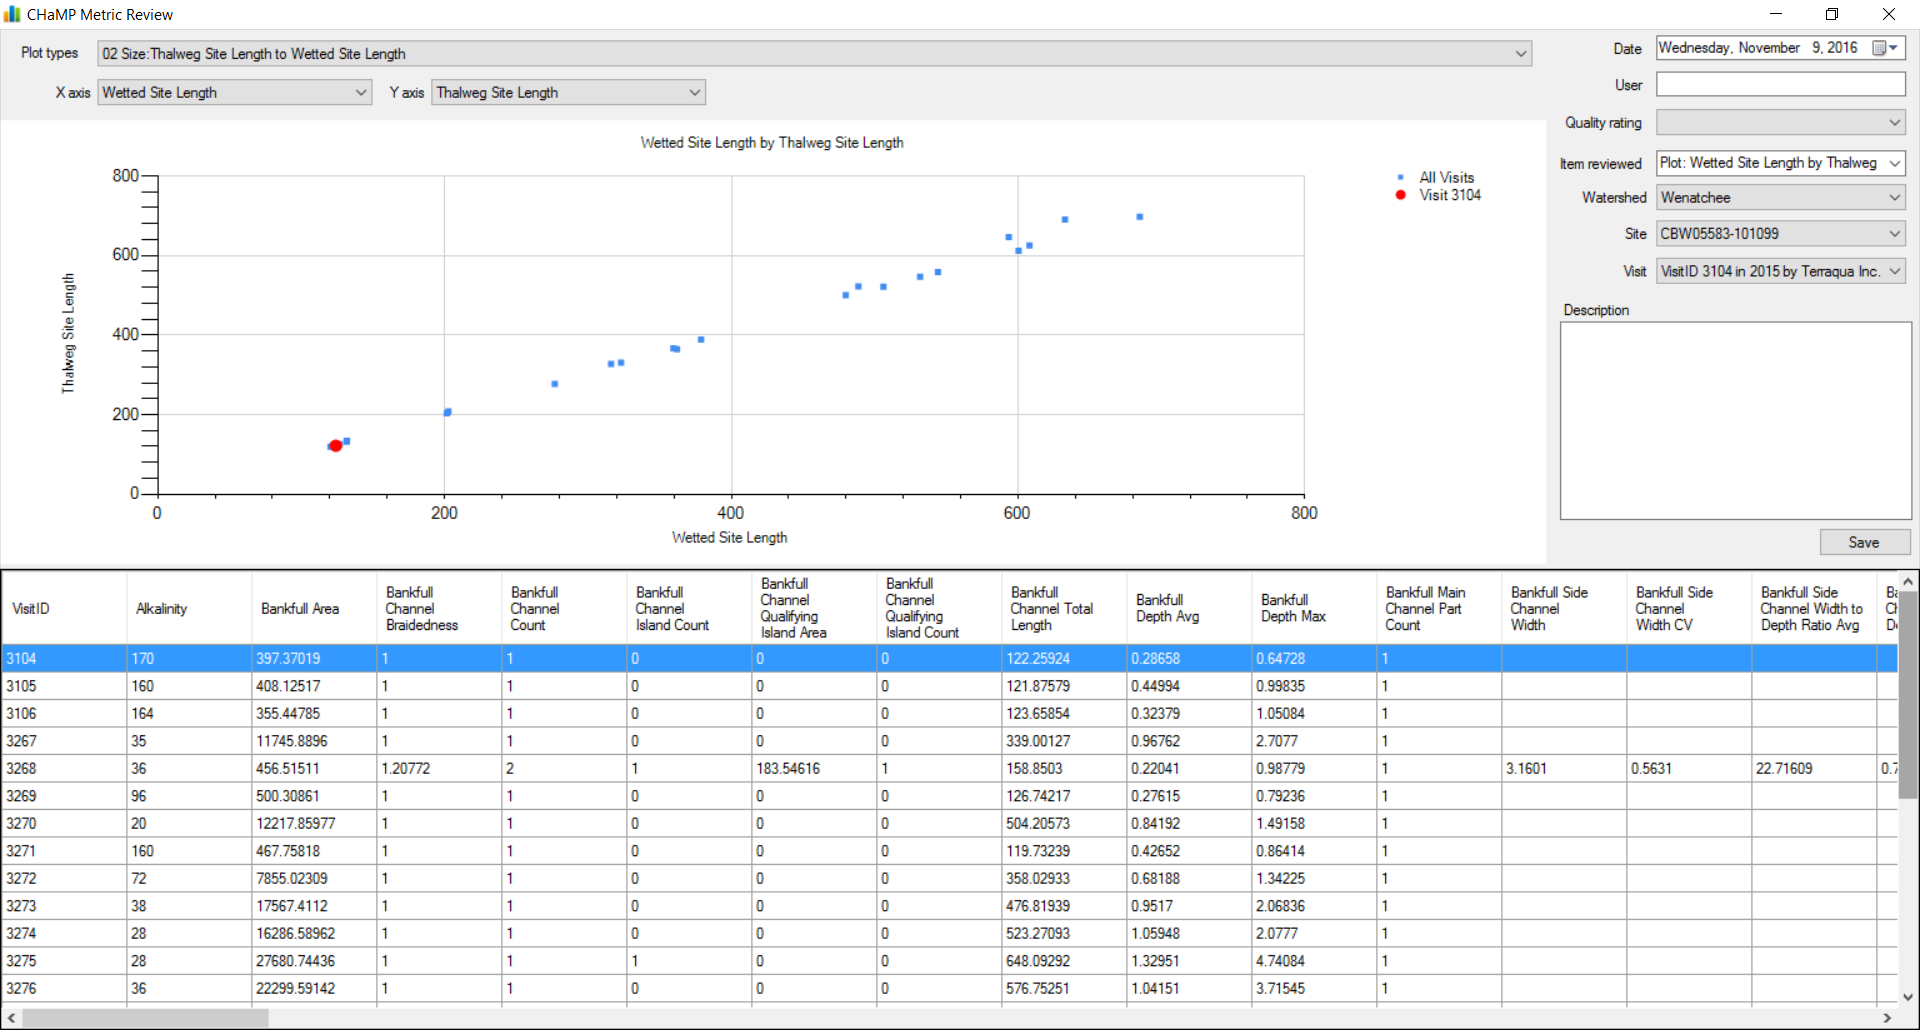 CHaMP Metric Review
Plot types 02 Size:Thalweg Site Length to Wetted Site Length
X axis Wetted Site Length Y axis Thalweg Site Length
Wetted Site Length by Thalweg Site Length
800
600
400
200
0
Thalweg Site Length
0 200 400 600 800
Wetted Site Length
All Visits
Visit 3104
Date Wednesday, November 9, 2016
User
Quality rating
Item reviewed Plot: Wetted Site Length by Thalweg
Watershed Wenatchee
Site CBW05583-101099
Visit VisitID 3104 in 2015 by Terraqua Inc.
Description
Save
VisitID Alkalinity Bankfull Area Bankfull Channel Braidedness Bankfull Channel Count Bankfull Channel Island Count Bankfull Channel Qualifying Island Area Bankfull Channel Qualifying Island Count Bankfull Channel Total Length Bankfull Depth Avg Bankfull Depth Max Bankfull Main Channel Part Count Bankfull Side Channel Width Bankfull Side Channel Width CV Bankfull Side Channel Width to Depth Ratio Avg
3104 170 397.37019 1 1 0 0 0 122.25924 0.28658 0.64728 1
3105 160 408.12517 1 1 0 0 0 121.87579 0.44994 0.99835 1
3106 164 355.44785 1 1 0 0 0 123.65854 0.32379 1.05084 1
3267 35 11745.8896 1 1 0 0 0 339.00127 0.96762 2.7077 1
3268 36 456.51511 1.20772 2 1 183.54616 1 158.8503 0.22041 0.98779 1 3.1601 0.5631 22.71609
3269 96 500.30861 1 1 0 0 0 126.74217 0.27615 0.79236 1
3270 20 12217.85977 1 1 0 0 0 504.20573 0.84192 1.49158 1
3271 160 467.75818 1 1 0 0 0 119.73239 0.42652 0.86414 1
3272 72 7855.02309 1 1 0 0 0 358.02933 0.68188 1.34225 1
3273 38 17567.4112 1 1 0 0 0 476.81939 0.9517 2.06836 1
3274 28 16286.58962 1 1 0 0 0 523.27093 1.05948 2.0777 1
3275 28 27680.74436 1 1 1 0 0 648.09292 1.32951 4.74084 1
3276 36 22299.59142 1 1 0 0 0 576.75251 1.04151 3.71545 1